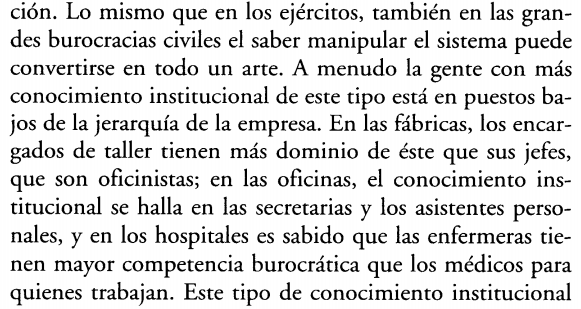 ción. Lo mismo que en los ejércitos, también en las gran-
des burocracias civiles el saber manipular el sistema puede
convertirse en todo un arte. A menudo la gente con más
conocimiento institucional de este tipo está en puestos ba-
jos de la jerarquía de la empresa. En las fábricas, los encar-
gados de taller tienen más dominio de éste que sus jefes,
que son oficinistas; en las oficinas, el conocimiento ins-
titucional se halla en las secretarias y los asistentes perso-
nales, y en los hospitales es sabido que las enfermeras tie-
nen mayor competencia burocrática que los médicos para
quienes trabajan. Este tipo de conocimiento institucional